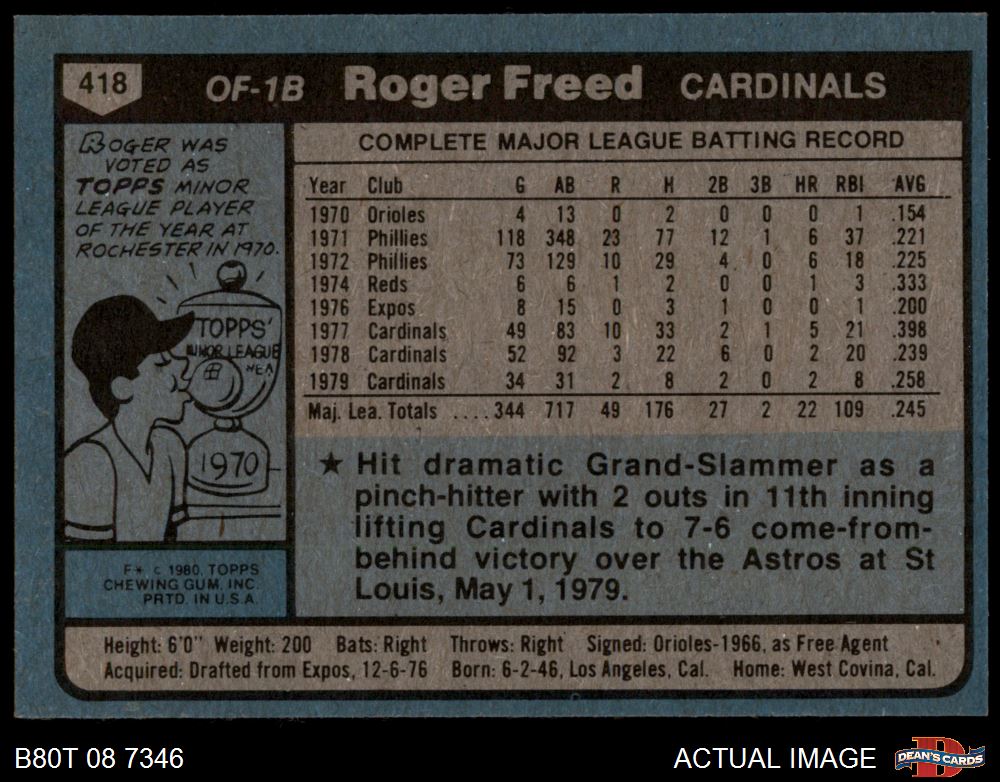 418 OF-1B Roger Freed CARDINALS
ROGER WAS
VOTED AS
TOPPS MINOR
LEAGUE PLAYER
OF THE YEAR AT
ROCHESTER IN 1970.
TOPPS'
MINOR LEAGUE
1970
F* © 1980, TOPPS
CHEWING GUM, INC.
PRTD. IN U.S.A.
COMPLETE MAJOR LEAGUE BATTING RECORD
Year Club G AB R H 2B 3B HR RBI AVG
1970 Orioles 4 13 0 2 0 0 0 1 .154
1971 Phillies 118 348 23 77 12 1 6 37 .221
1972 Phillies 73 129 10 29 4 0 6 18 .225
1974 Reds 6 6 1 2 0 0 1 3 .333
1976 Expos 8 15 0 3 1 0 0 1 .200
1977 Cardinals 49 83 10 33 2 1 5 21 .398
1978 Cardinals 52 92 3 22 6 0 2 20 .239
1979 Cardinals 34 31 2 8 2 0 2 8 .258
Maj. Lea. Totals ....344 717 49 176 27 2 22 109 .245
★ Hit dramatic Grand-Slammer as a
pinch-hitter with 2 outs in 11th inning
lifting Cardinals to 7-6 come-from-
behind victory over the Astros at St
Louis, May 1, 1979.
Height: 6'0" Weight: 200 Bats: Right Throws: Right Signed: Orioles-1966, as Free Agent
Acquired: Drafted from Expos, 12-6-76 Born: 6-2-46, Los Angeles, Cal. Home: West Covina, Cal.
B80T 08 7346 ACTUAL IMAGE DEAN'S CARDS